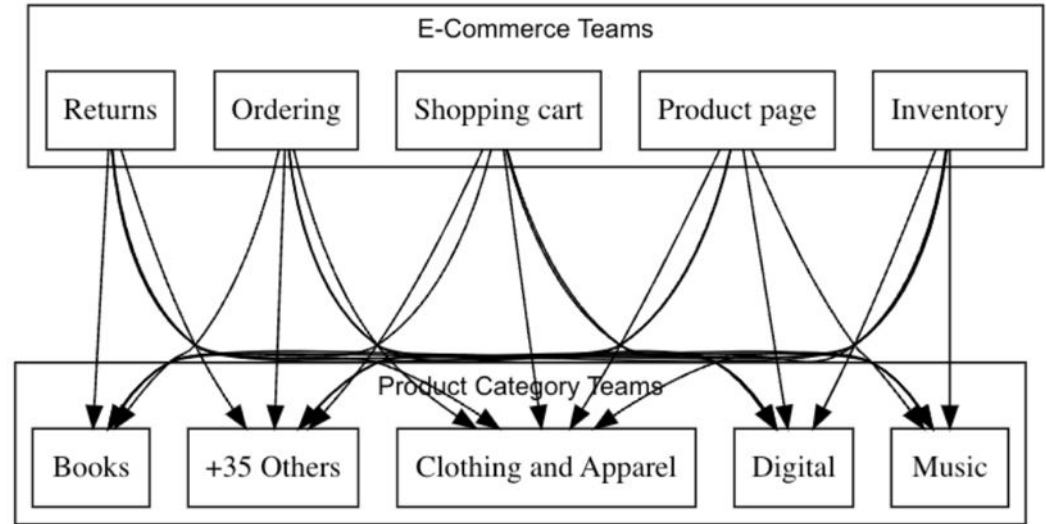 E-Commerce Teams
Returns
Ordering
Shopping cart
Product page
Inventory
Product Category Teams
Books
+35 Others
Clothing and Apparel
Digital
Music